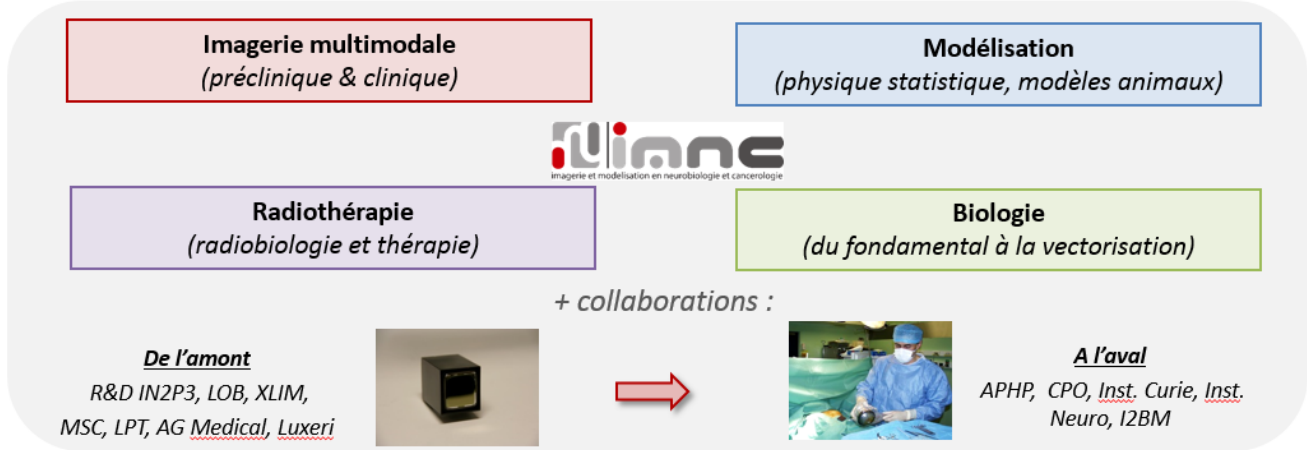 Imagerie multimodale
(préclinique & clinique)
Modélisation
(physique statistique, modèles animaux)
imnc
imagerie et modelisation en neurobiologie et cancerologie
Radiothérapie
(radiobiologie et thérapie)
Biologie
(du fondamental à la vectorisation)
+ collaborations :
De l’amont
R&D IN2P3, LOB, XLIM,
MSC, LPT, AG Medical, Luxeri
A l’aval
APHP, CPO, Inst. Curie, Inst.
Neuro, I2BM